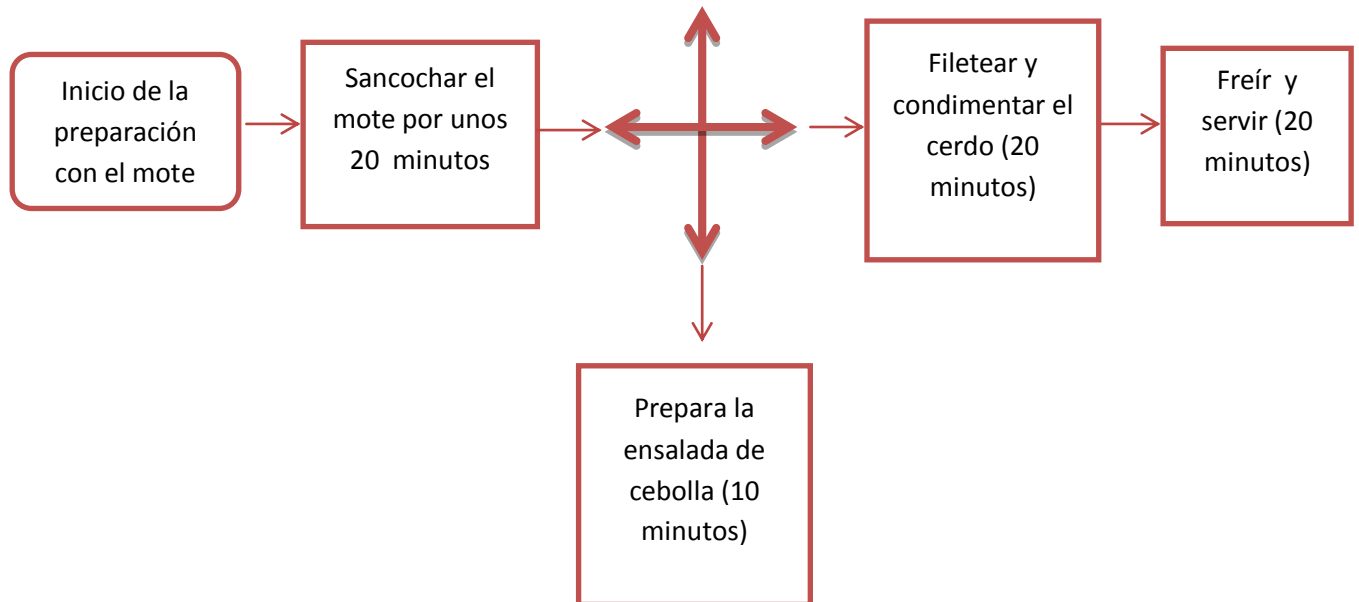 Inicio de la
preparación
con el mote
Sancochar el
mote por unos
20 minutos
Filetear y
condimentar el
cerdo (20
minutos)
Freír y
servir (20
minutos)
Prepara la
ensalada de
cebolla (10
minutos)